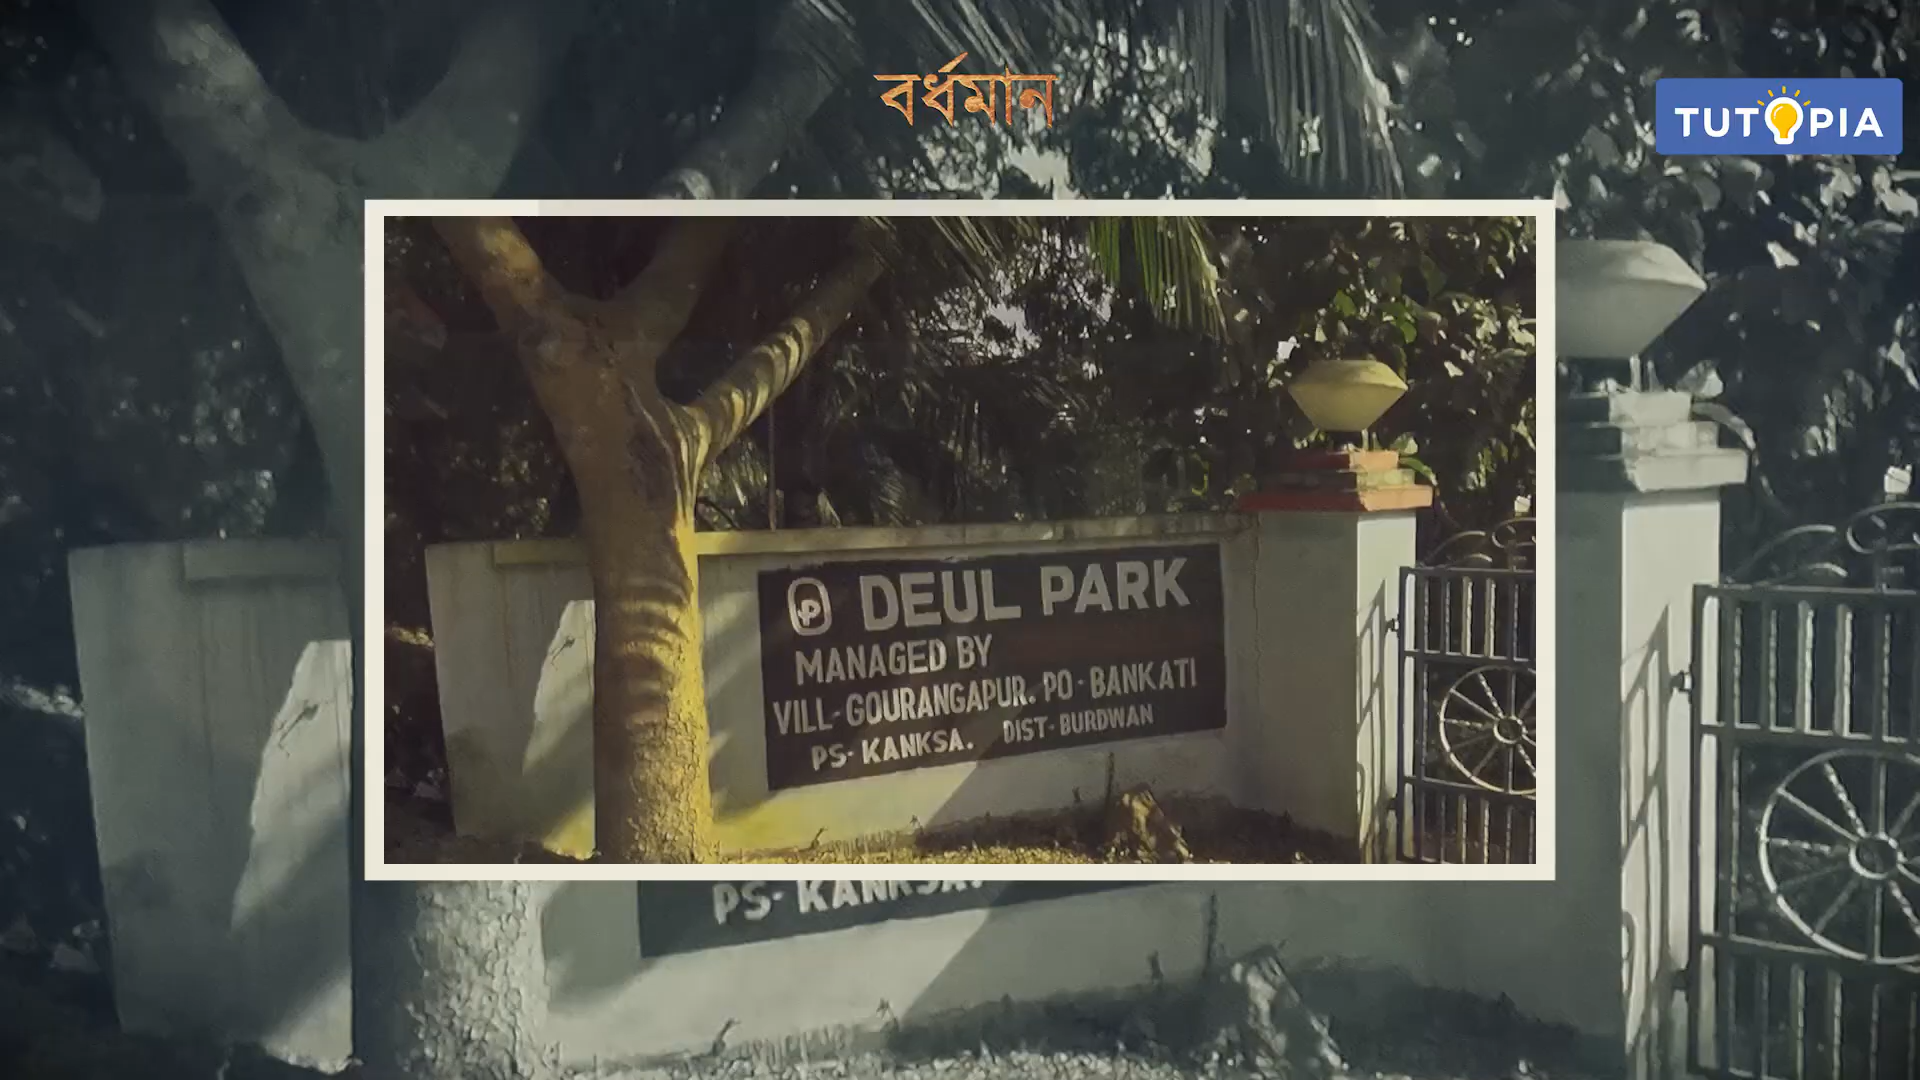 বর্ধমান
TUTOPIA
DEUL PARK
MANAGED BY
VILL-GOURANGAPUR. PO-BANKATI
PS-KANKSA. DIST-BURDWAN
PS-KANKSA.